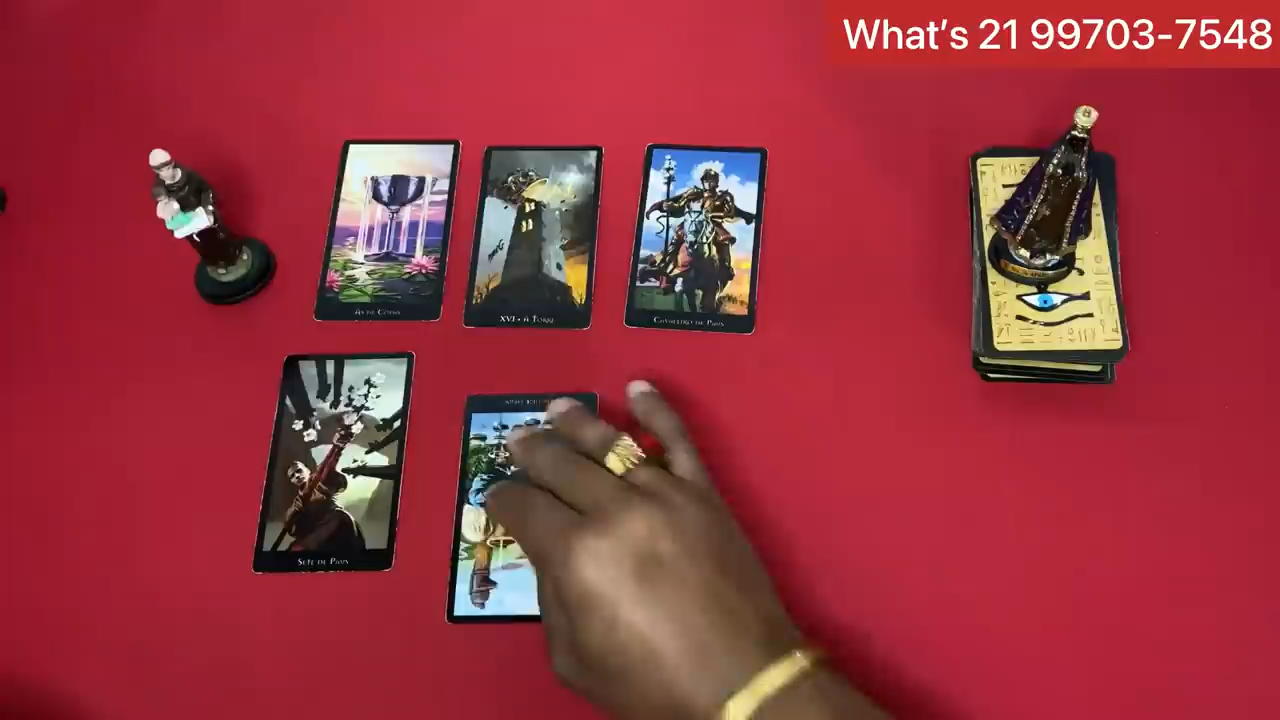 What's 21 99703-7548
Ás de Copas
XVI • A Torre
Cavaleiro de Paus
Sete de Paus